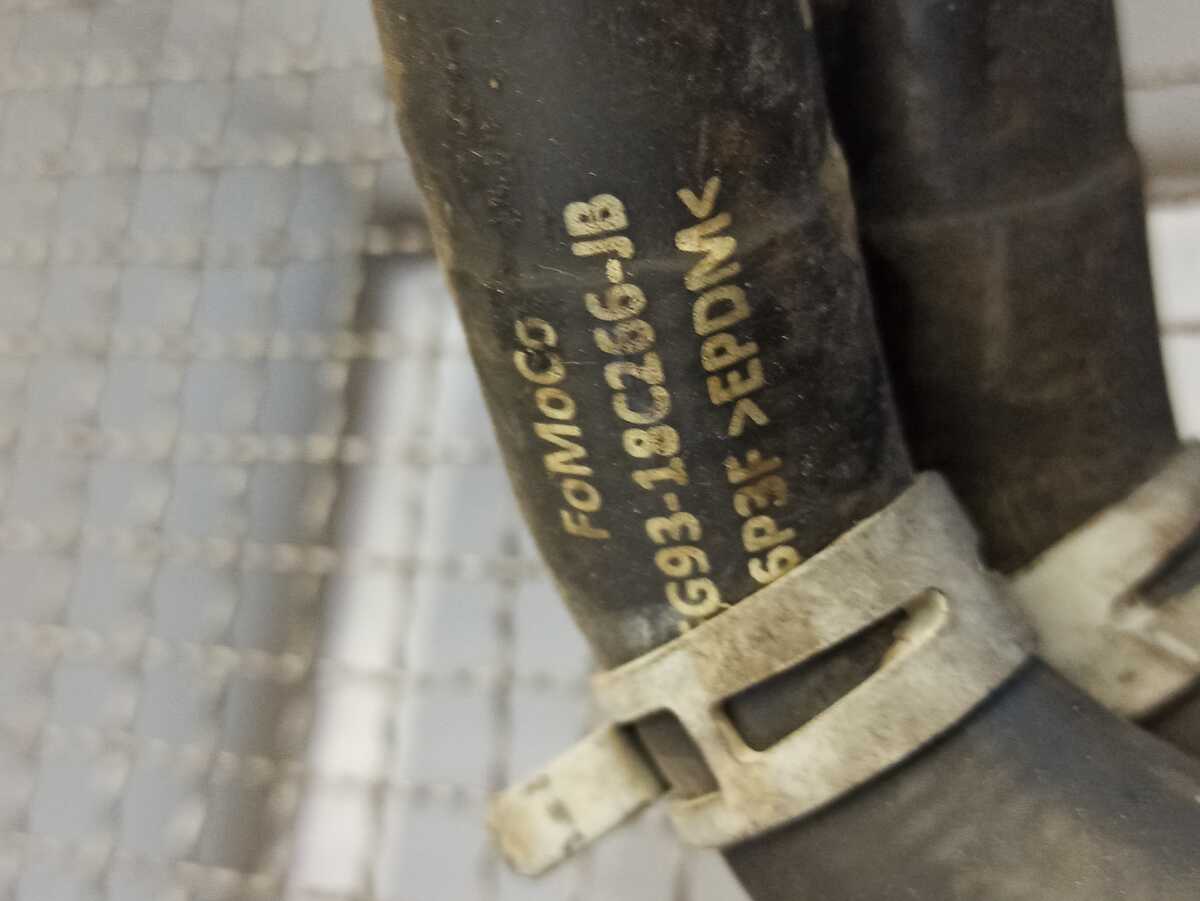 FoMoCo
G93-18C266-JB
6P3F >EPDM<